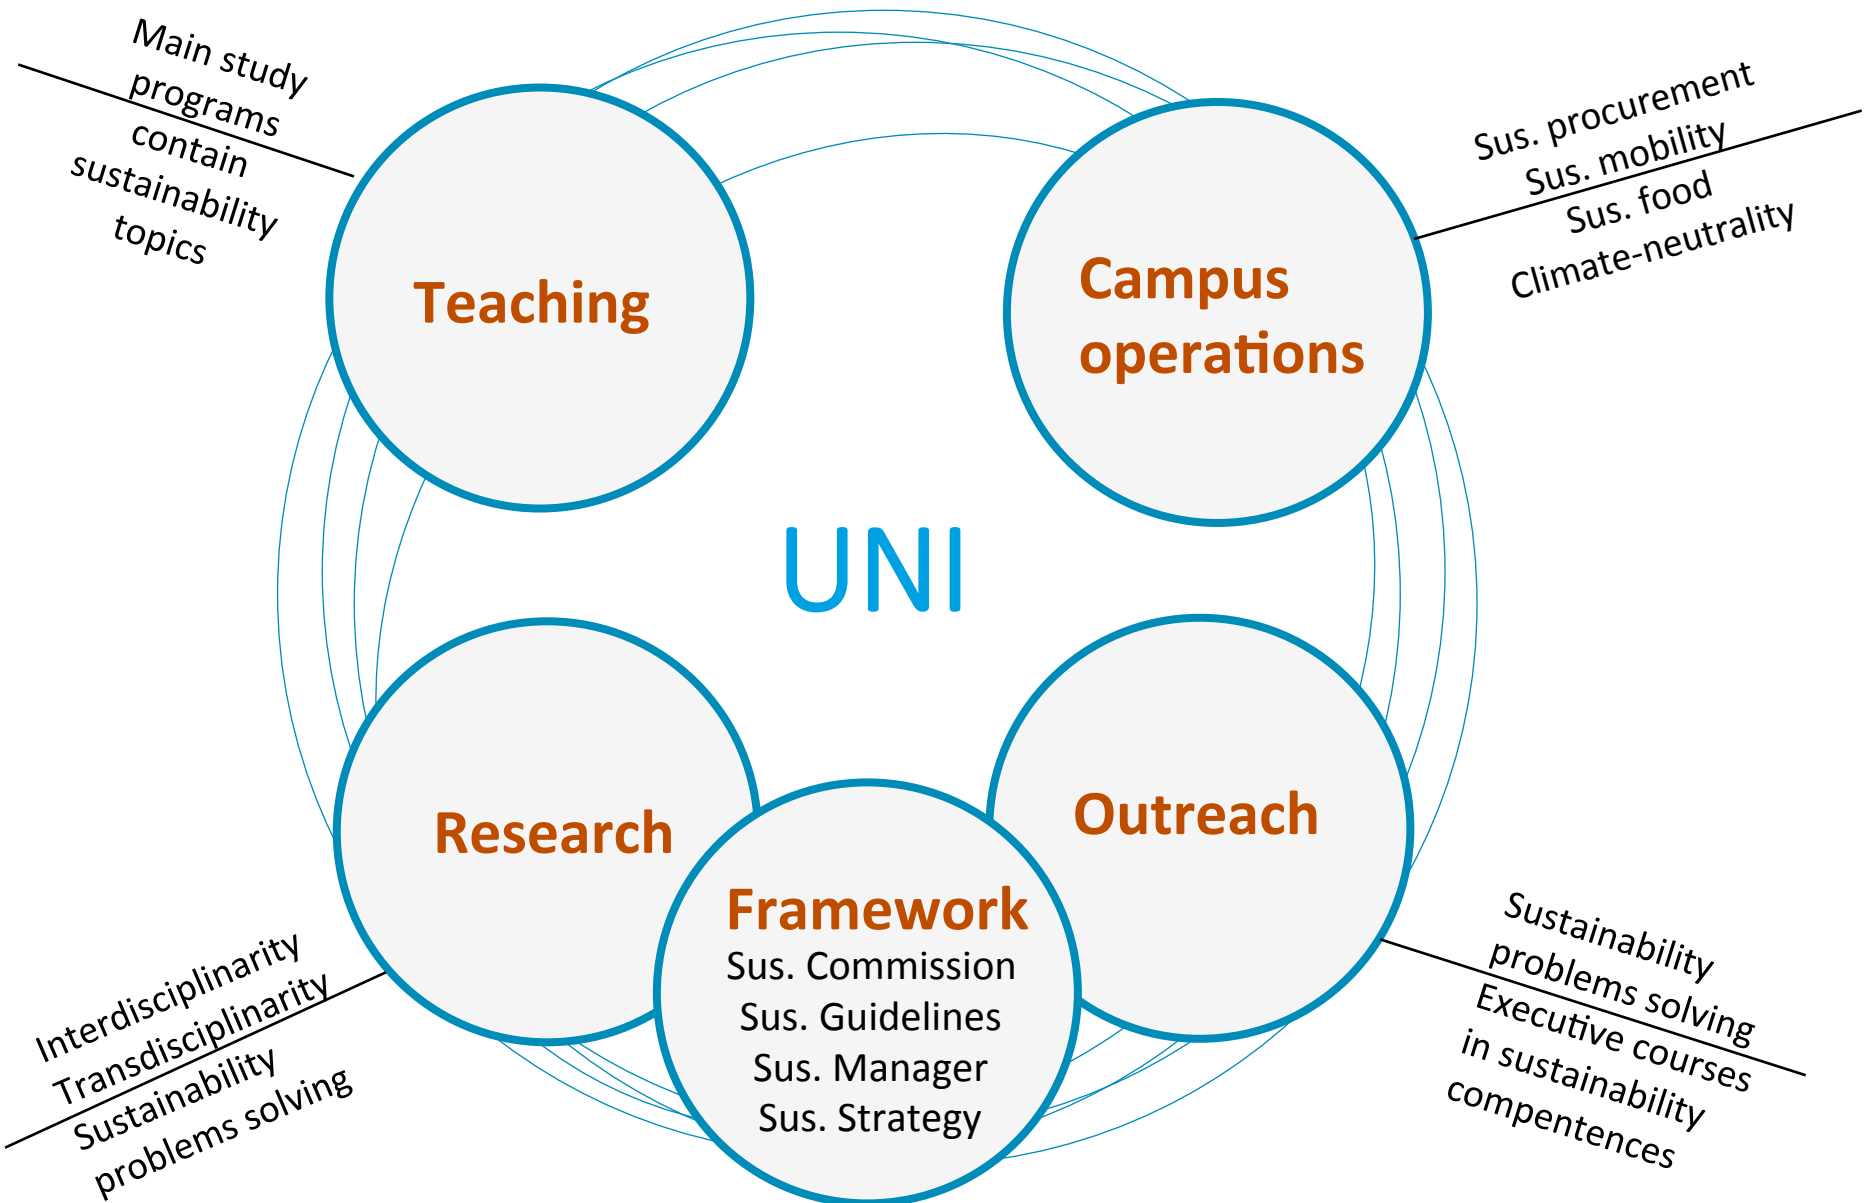 Main study
programs
contain
sustainability
topics
Sus. procurement
Sus. mobility
Sus. food
Climate-neutrality
Teaching
Campus
operations
UNI
Research
Outreach
Framework
Sus. Commission
Sus. Guidelines
Sus. Manager
Sus. Strategy
Interdisciplinarity
Transdisciplinarity
Sustainability
problems solving
Sustainability
problems solving
Executive courses
in sustainability
compentences